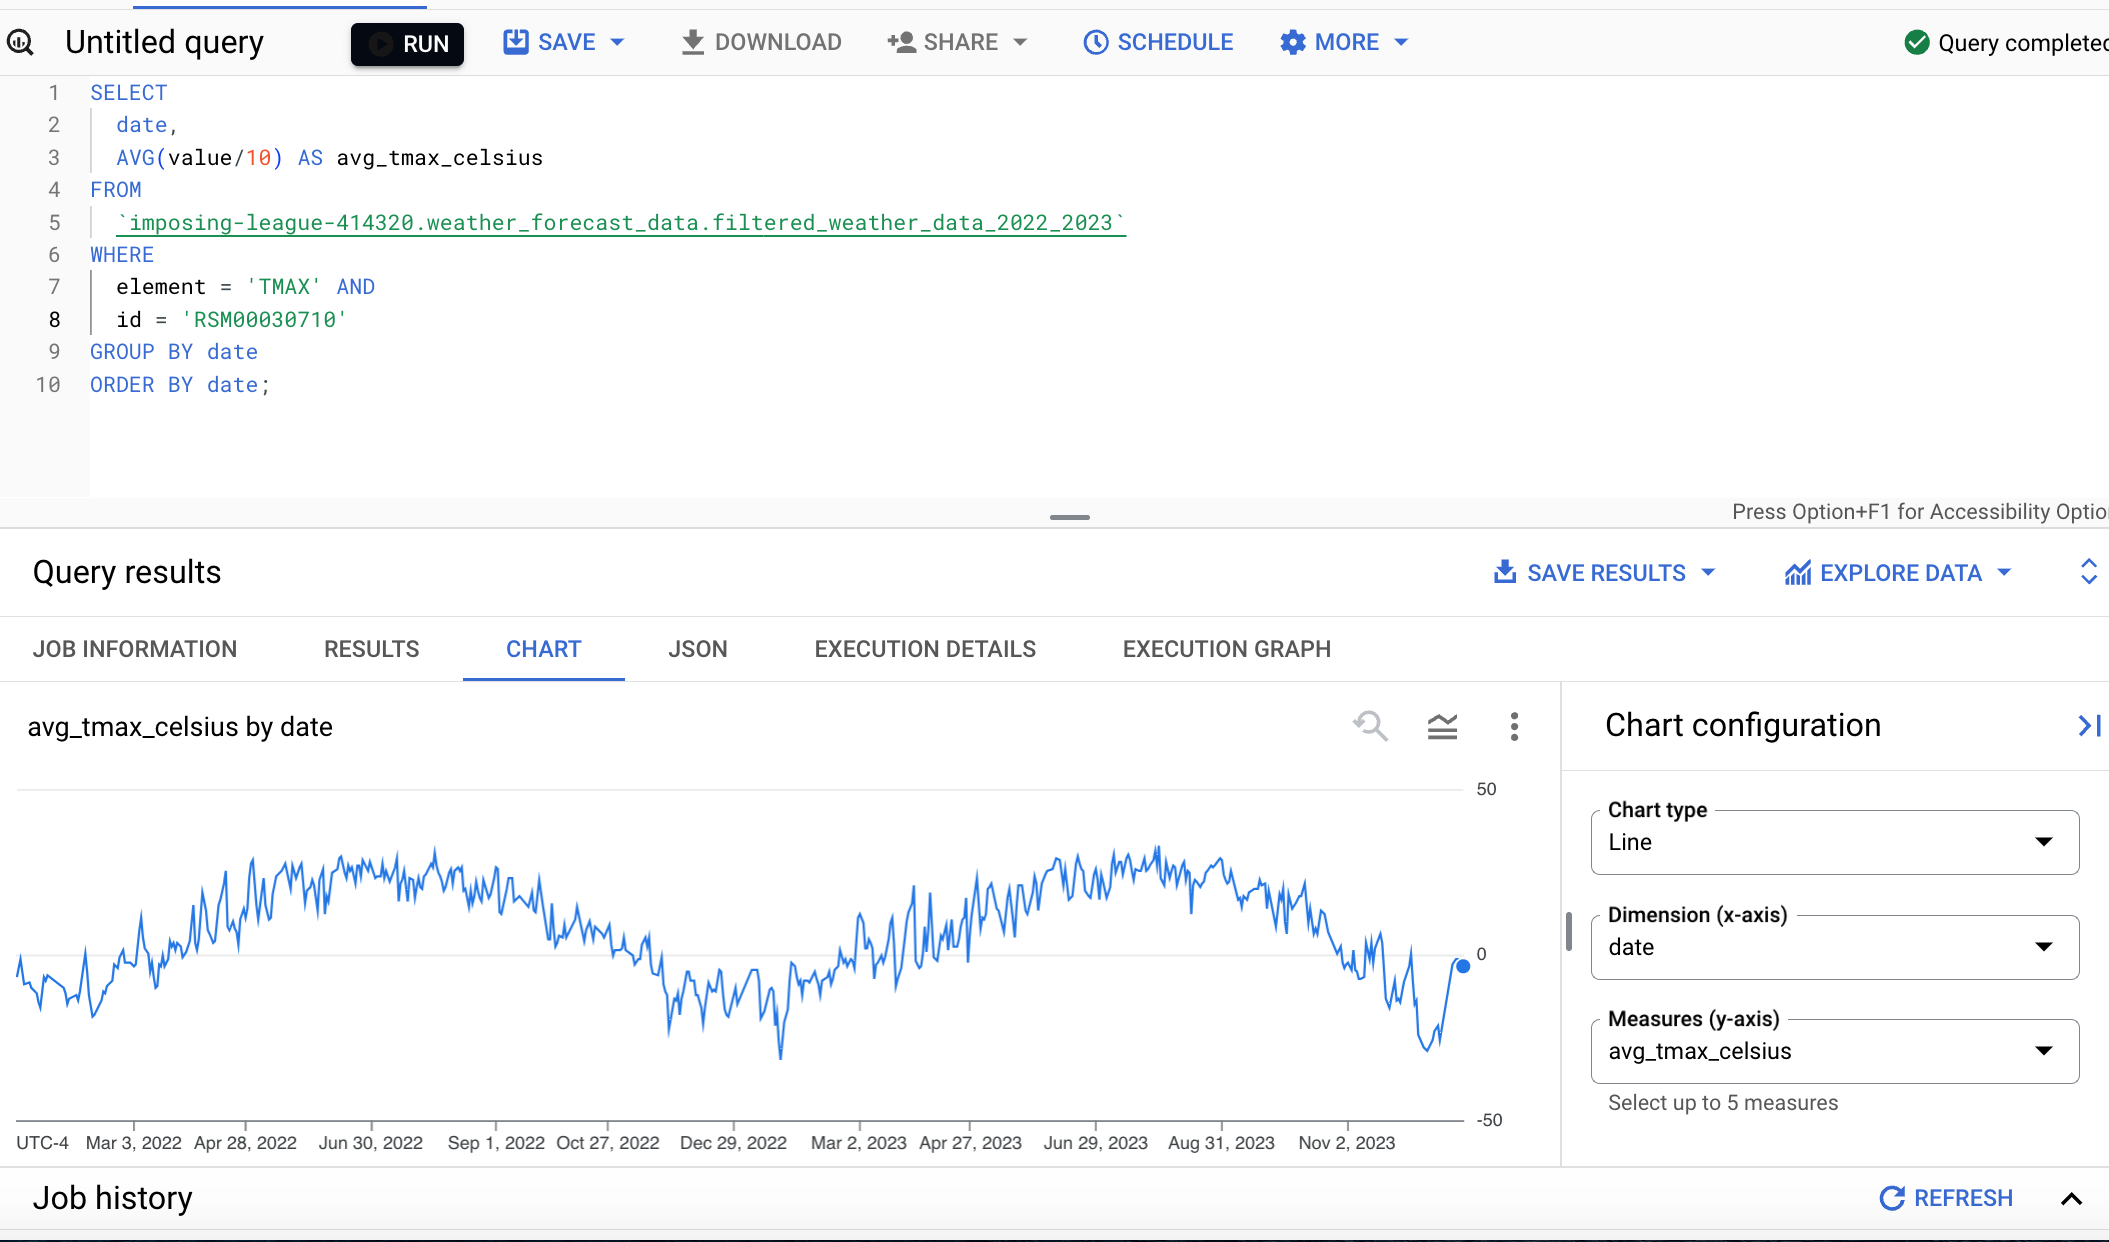 Untitled query RUN SAVE DOWNLOAD SHARE SCHEDULE MORE Query completed
1 SELECT
2 date,
3 AVG(value/10) AS avg_tmax_celsius
4 FROM
5 `imposing-league-414320.weather_forecast_data.filtered_weather_data_2022_2023`
6 WHERE
7 element = 'TMAX' AND
8 id = 'RSM00030710'
9 GROUP BY date
10 ORDER BY date;
Press Option+F1 for Accessibility Optio
Query results SAVE RESULTS EXPLORE DATA
JOB INFORMATION RESULTS CHART JSON EXECUTION DETAILS EXECUTION GRAPH
avg_tmax_celsius by date
50
0
-50
UTC-4 Mar 3, 2022 Apr 28, 2022 Jun 30, 2022 Sep 1, 2022 Oct 27, 2022 Dec 29, 2022 Mar 2, 2023 Apr 27, 2023 Jun 29, 2023 Aug 31, 2023 Nov 2, 2023
Chart configuration
Chart type
Line
Dimension (x-axis)
date
Measures (y-axis)
avg_tmax_celsius
Select up to 5 measures
Job history REFRESH